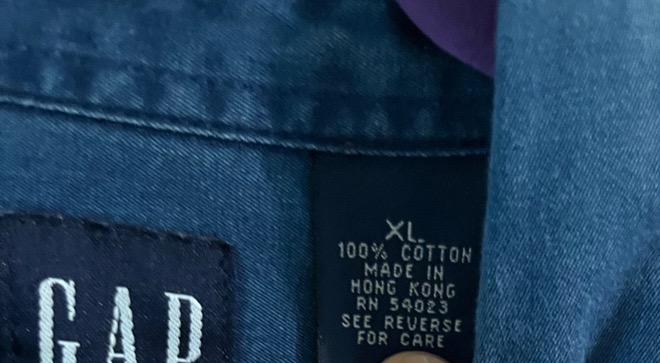 GAP
XL
100% COTTON
MADE IN
HONG KONG
RN 54023
SEE REVERSE
FOR CARE